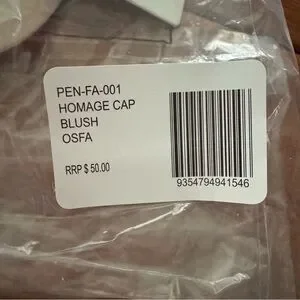 PEN-FA-001
HOMAGE CAP
BLUSH
OSFA
RRP $ 50.00
9354794941546